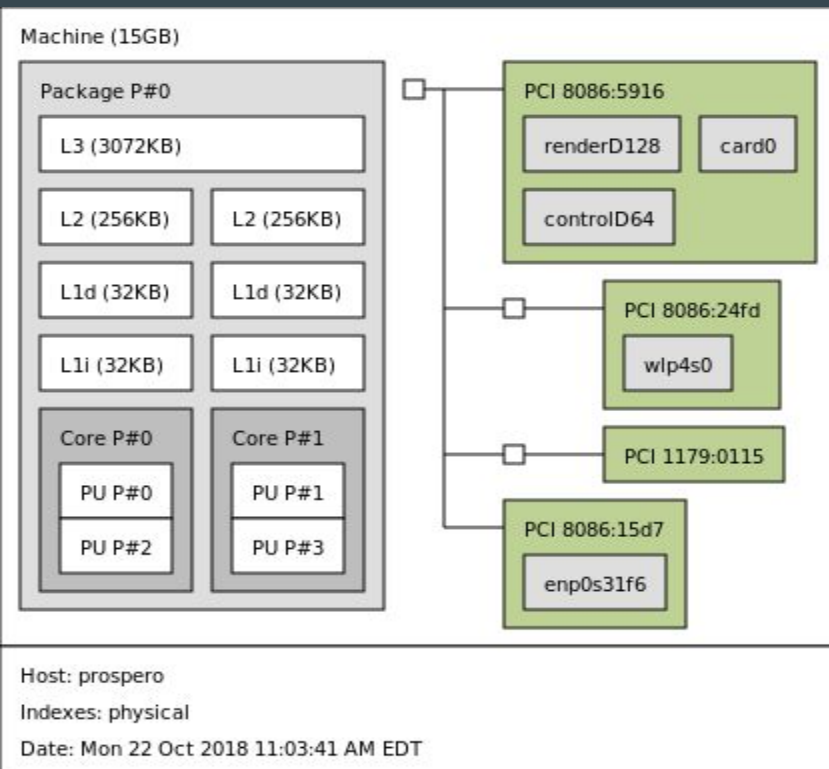 Machine (15GB)
Package P#0
L3 (3072KB)
L2 (256KB) L2 (256KB)
L1d (32KB) L1d (32KB)
L1i (32KB) L1i (32KB)
Core P#0 Core P#1
PU P#0 PU P#1
PU P#2 PU P#3
PCI 8086:5916
renderD128 card0
controlD64
PCI 8086:24fd
wlp4s0
PCI 1179:0115
PCI 8086:15d7
enp0s31f6
Host: prospero
Indexes: physical
Date: Mon 22 Oct 2018 11:03:41 AM EDT